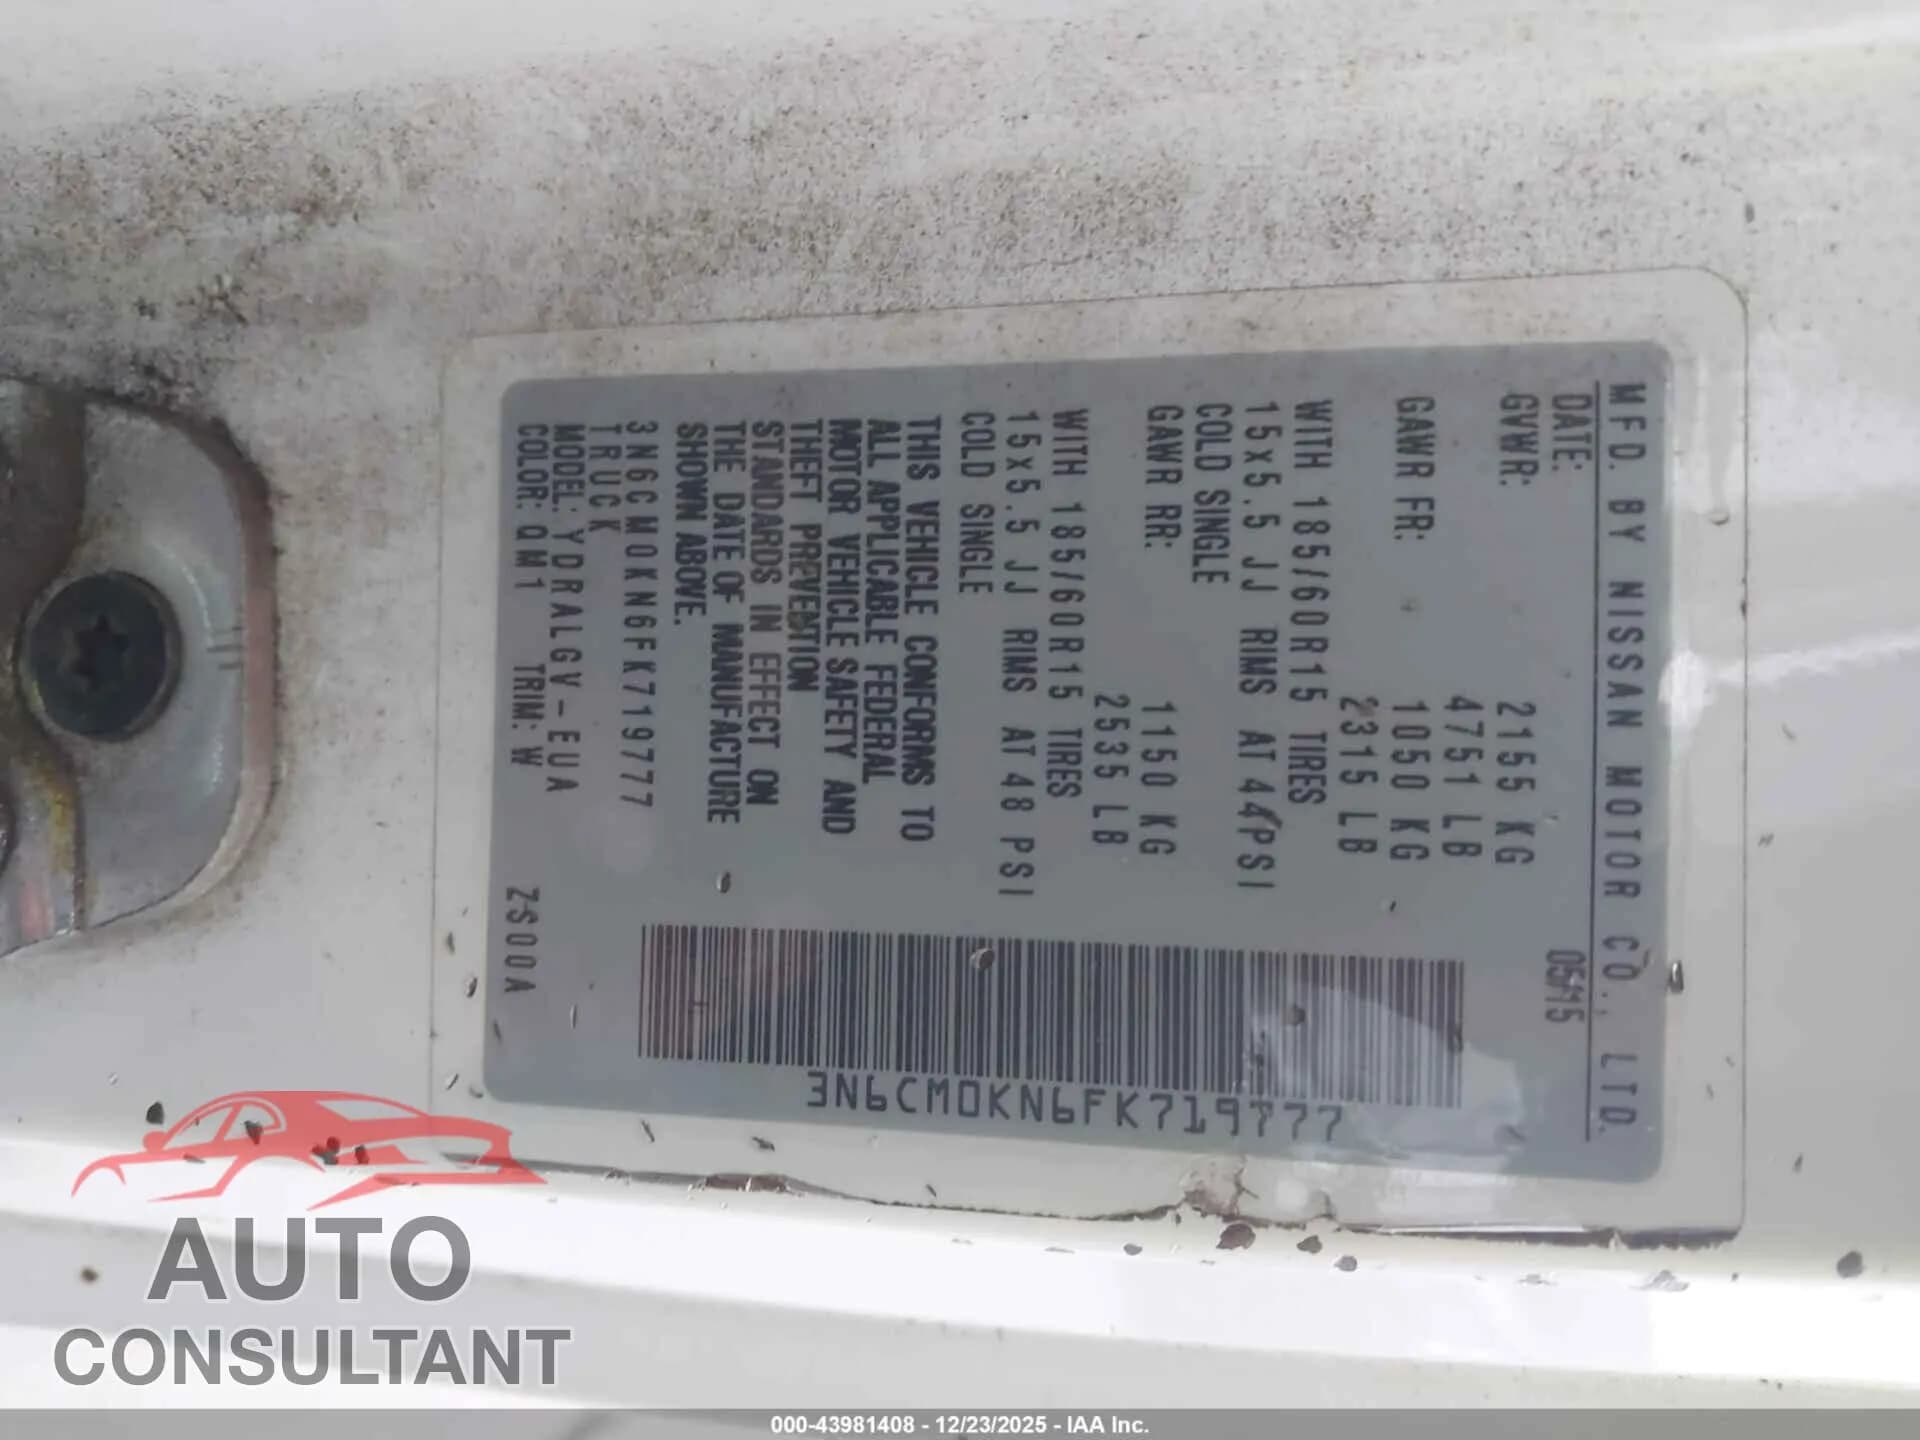 MFD. BY NISSAN MOTOR CO., LTD.
DATE: 05/15
GVWR: 2155 KG
4751 LB
GAWR FR: 1050 KG
2315 LB
WITH 185/60R15 TIRES
15x5.5 JJ RIMS AT 44PSI
COLD SINGLE
GAWR RR: 1150 KG
2535 LB
WITH 185/60R15 TIRES
15x5.5 JJ RIMS AT 48 PSI
COLD SINGLE
THIS VEHICLE CONFORMS TO
ALL APPLICABLE FEDERAL
MOTOR VEHICLE SAFETY AND
THEFT PREVENTION
STANDARDS IN EFFECT ON
THE DATE OF MANUFACTURE
SHOWN ABOVE.
3N6CM0KN6FK719777
TRUCK
MODEL: YDRALGV-EUA
COLOR: QM1 TRIM: W ZS00A
3N6CM0KN6FK719777
AUTO
CONSULTANT
000-43981408 - 12/23/2025 - IAA Inc.